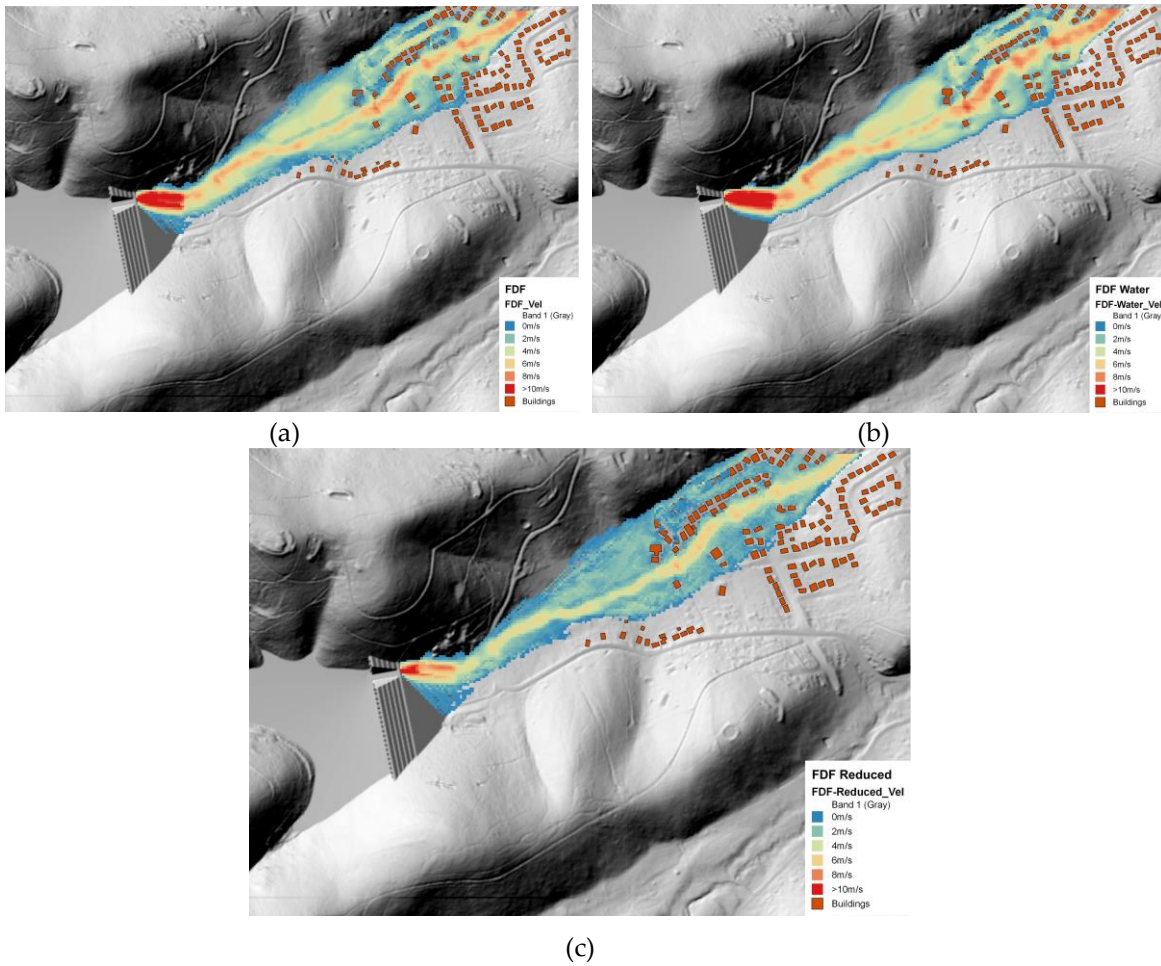 FDF
FDF_Vel
Band 1 (Gray)
0m/s
2m/s
4m/s
6m/s
8m/s
>10m/s
Buildings
(a)
FDF Water
FDF-Water_Vel
Band 1 (Gray)
0m/s
2m/s
4m/s
6m/s
8m/s
>10m/s
Buildings
(b)
FDF Reduced
FDF-Reduced_Vel
Band 1 (Gray)
0m/s
2m/s
4m/s
6m/s
8m/s
>10m/s
Buildings
(c)